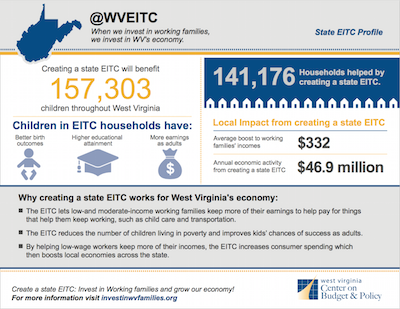 @WVEITC
When we invest in working families,
we invest in WV's economy.
State EITC Profile
Creating a state EITC will benefit
157,303
children throughout West Virginia
Children in EITC households have:
Better birth
outcomes
Higher educational
attainment
More earnings
as adults
$
141,176
Households helped by
creating a state EITC.
Local Impact from creating a state EITC
Average boost to working
families' incomes
$332
Annual economic activity
from creating a state EITC
$46.9 million
Why creating a state EITC works for West Virginia's economy:
The EITC lets low-and moderate-income working families keep more of their earnings to help pay for things
that help them keep working, such as child care and transportation.
The EITC reduces the number of children living in poverty and improves kids' chances of success as adults.
By helping low-wage workers keep more of their incomes, the EITC increases consumer spending which
then boosts local economies across the state.
Create a state EITC: Invest in Working families and grow our economy!
For more information visit investinwvfamilies.org
west virginia
Center on
Budget & Policy